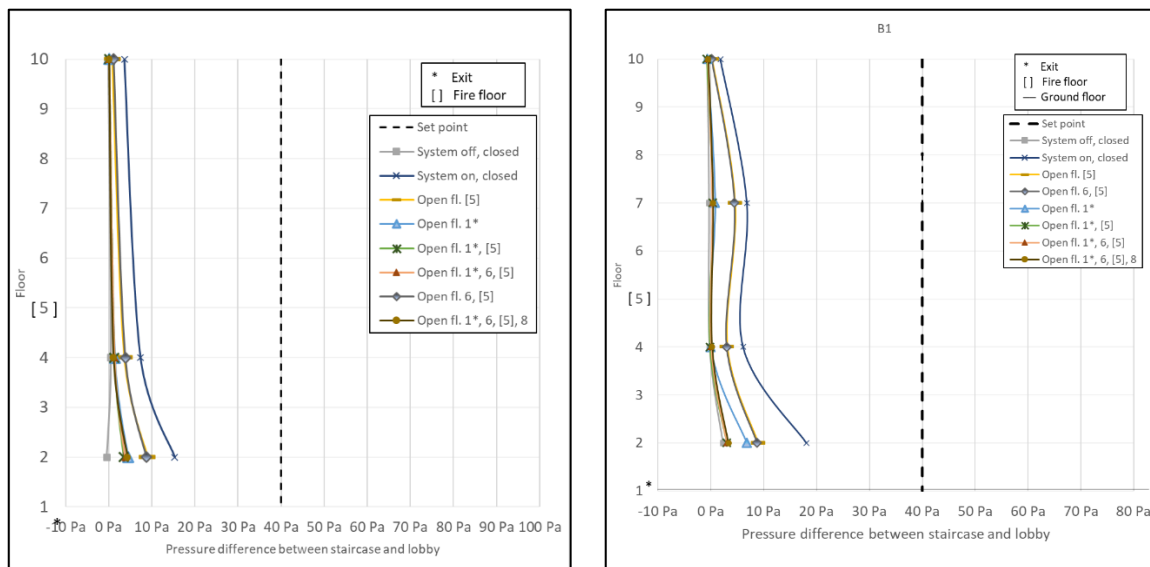 10
9
8
7
6
[ 5 ]
4
3
2
1
Floor
*
-10 Pa 0 Pa 10 Pa 20 Pa 30 Pa 40 Pa 50 Pa 60 Pa 70 Pa 80 Pa 90 Pa 100 Pa
Pressure difference between staircase and lobby
* Exit
[ ] Fire floor
Set point
System off, closed
System on, closed
Open fl. [5]
Open fl. 1*
Open fl. 1*, [5]
Open fl. 1*, 6, [5]
Open fl. 6, [5]
Open fl. 1*, 6, [5], 8
B1
10
9
8
7
6
[ 5 ]
4
3
2
1*
Floor
-10 Pa 0 Pa 10 Pa 20 Pa 30 Pa 40 Pa 50 Pa 60 Pa 70 Pa 80 Pa
Pressure difference between staircase and lobby
* Exit
[ ] Fire floor
— Ground floor
Set point
System off, closed
System on, closed
Open fl. [5]
Open fl. 6, [5]
Open fl. 1*
Open fl. 1*, [5]
Open fl. 1*, 6, [5]
Open fl. 1*, 6, [5], 8